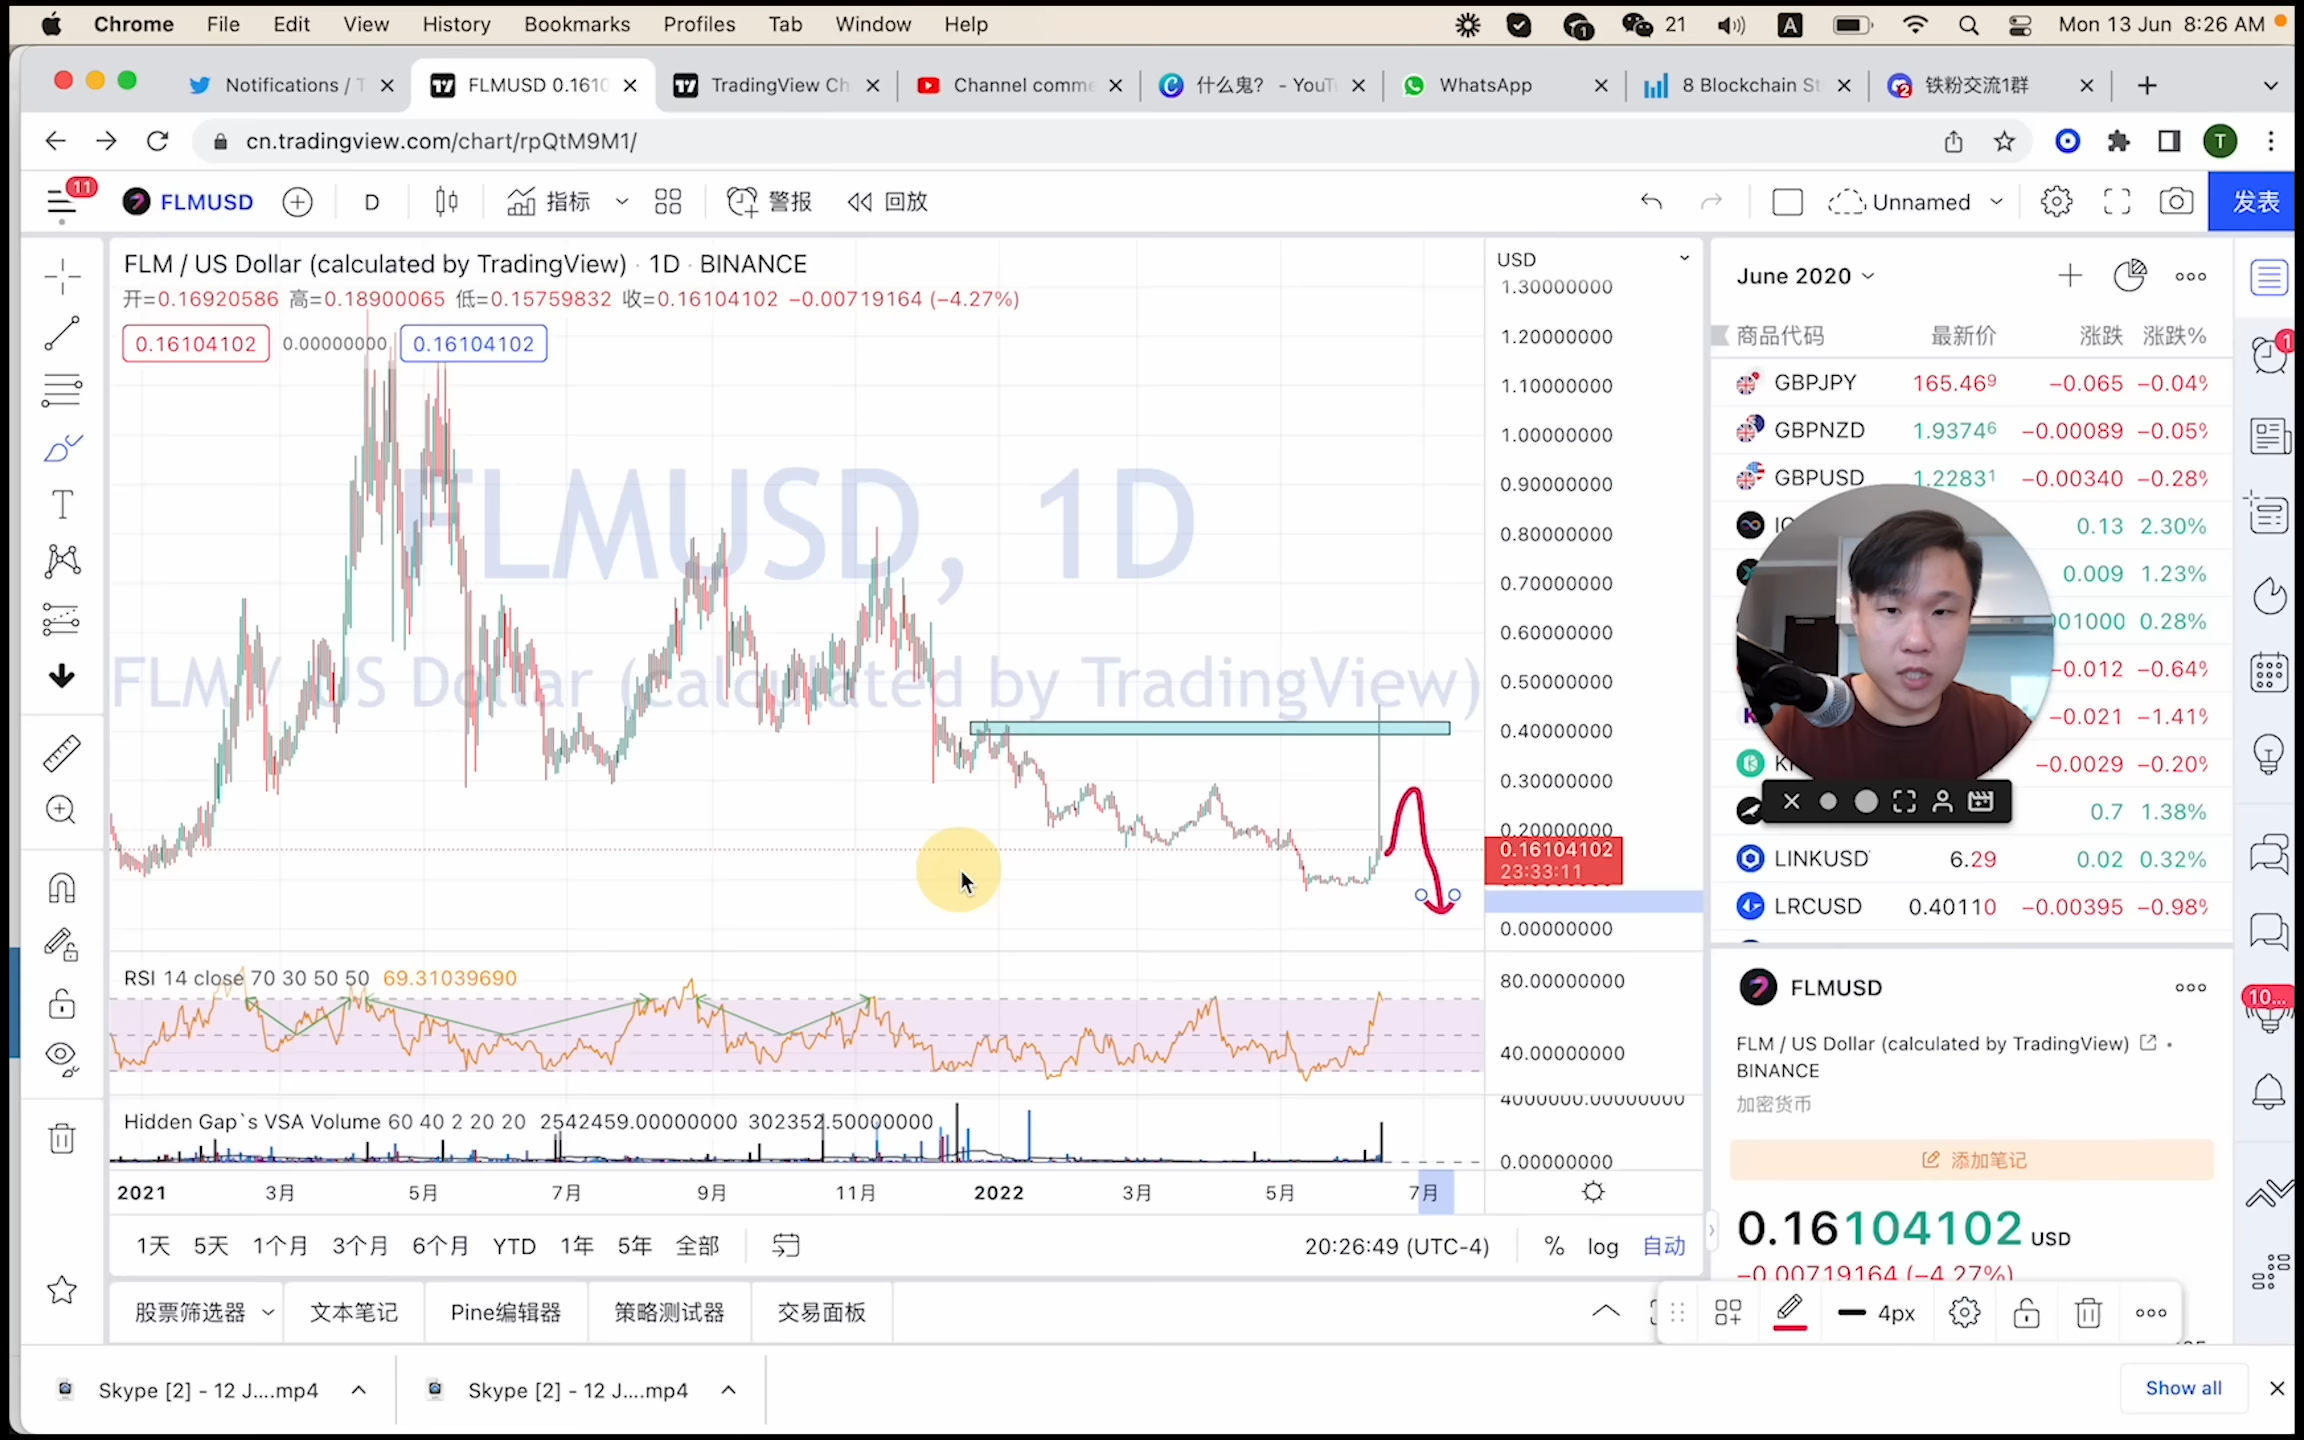 Chrome File Edit View History Bookmarks Profiles Tab Window Help 21 A Mon 13 Jun 8:26 AM
Notifications / T FLMUSD 0.1610 TradingView Ch Channel comme 什么鬼? - YouT WhatsApp 8 Blockchain St 铁粉交流1群
cn.tradingview.com/chart/rpQtM9M1/ T
11 FLMUSD D 指标 警报 回放 Unnamed 发表
FLM / US Dollar (calculated by TradingView) · 1D · BINANCE
开=0.16920586 高=0.18900065 低=0.15759832 收=0.16104102 −0.00719164 (−4.27%)
0.16104102 0.00000000 0.16104102
FLMUSD, 1D
FLM / US Dollar (calculated by TradingView)
USD
1.30000000
1.20000000
1.10000000
1.00000000
0.90000000
0.80000000
0.70000000
0.60000000
0.50000000
0.40000000
0.30000000
0.20000000
0.16104102
23:33:11
0.00000000
RSI 14 close 70 30 50 50 69.31039690
80.00000000
40.00000000
Hidden Gap`s VSA Volume 60 40 2 20 20 2542459.00000000 302352.50000000
4000000.00000000
0.00000000
2021 3月 5月 7月 9月 11月 2022 3月 5月 7月
1天 5天 1个月 3个月 6个月 YTD 1年 5年 全部 20:26:49 (UTC-4) % log 自动
股票筛选器 文本笔记 Pine编辑器 策略测试器 交易面板
June 2020
商品代码 最新价 涨跌 涨跌%
GBPJPY 165.469 −0.065 −0.04%
GBPNZD 1.93746 −0.00089 −0.05%
GBPUSD 1.22831 −0.00340 −0.28%
0.13 2.30%
0.009 1.23%
001000 0.28%
−0.012 −0.64%
−0.021 −1.41%
−0.0029 −0.20%
0.7 1.38%
LINKUSD 6.29 0.02 0.32%
LRCUSD 0.40110 −0.00395 −0.98%
1
10...
FLMUSD
FLM / US Dollar (calculated by TradingView)
BINANCE
加密货币
添加笔记
0.16104102 USD
−0.00719164 (−4.27%)
4px
Skype [2] - 12 J....mp4 Skype [2] - 12 J....mp4 Show all